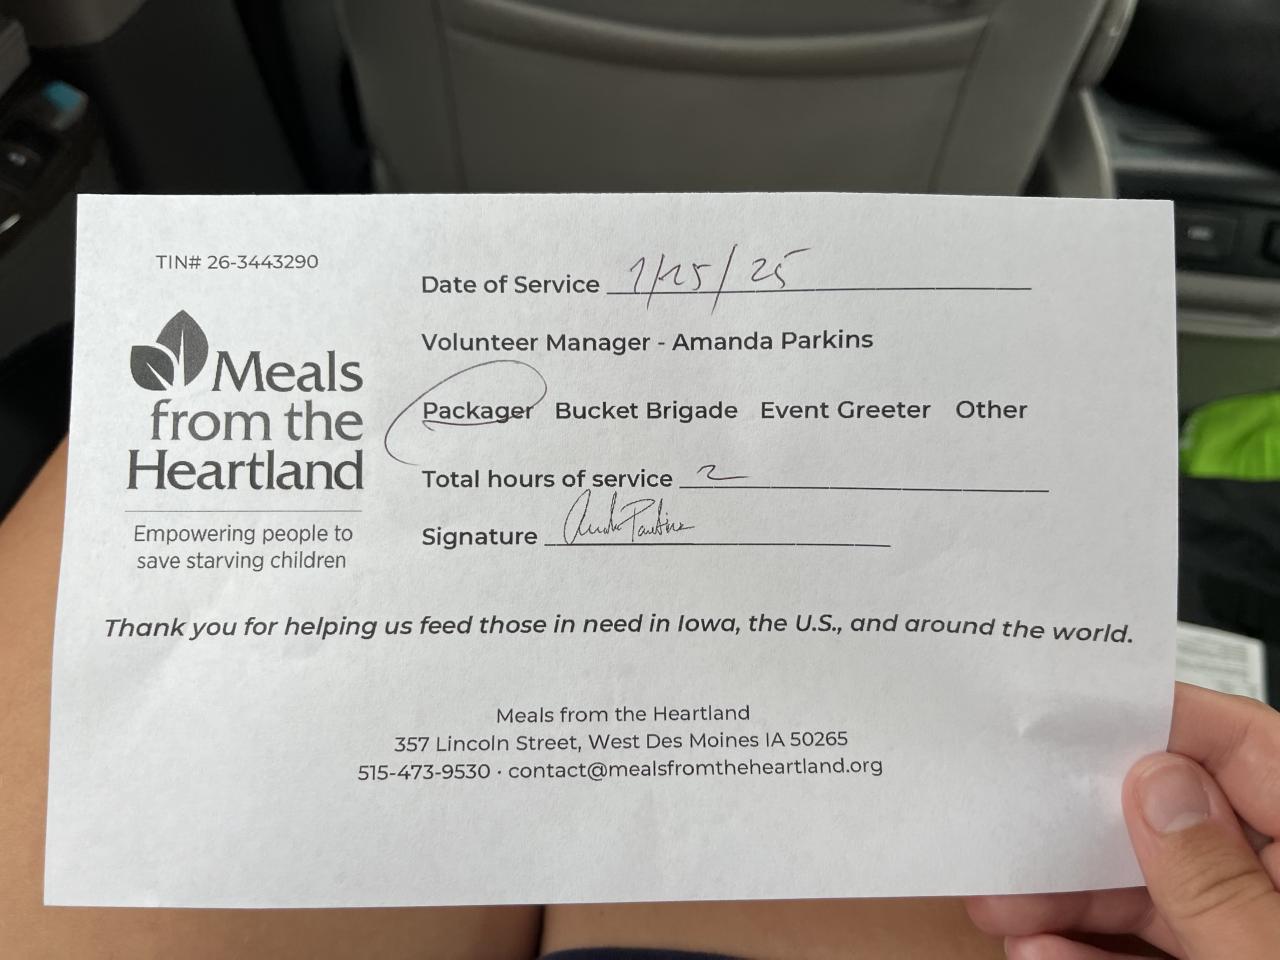 TIN# 26-3443290
Meals
from the
Heartland
Empowering people to
save starving children
Date of Service 7/25/25
Volunteer Manager - Amanda Parkins
Packager Bucket Brigade Event Greeter Other
Total hours of service 2
Signature Amanda Parkins
Thank you for helping us feed those in need in Iowa, the U.S., and around the world.
Meals from the Heartland
357 Lincoln Street, West Des Moines IA 50265
515-473-9530 · contact@mealsfromtheheartland.org